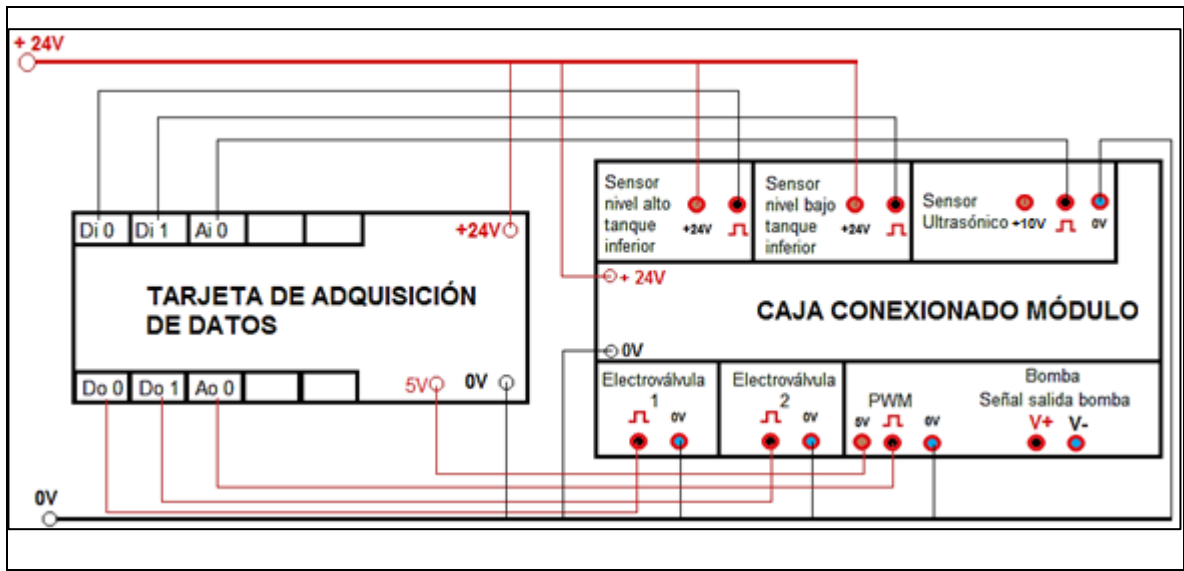 + 24V
Di 0 Di 1 Ai 0
+24V
TARJETA DE ADQUISICIÓN
DE DATOS
Do 0 Do 1 Ao 0
5V 0V
Sensor
nivel alto
tanque
inferior
+24V
Sensor
nivel bajo
tanque
inferior
+24V
Sensor
Ultrasónico +10V 0V
+ 24V
CAJA CONEXIONADO MÓDULO
0V
Electroválvula
1
0V
Electroválvula
2
0V
PWM
5V 0V
Bomba
Señal salida bomba
V+ V-
0V